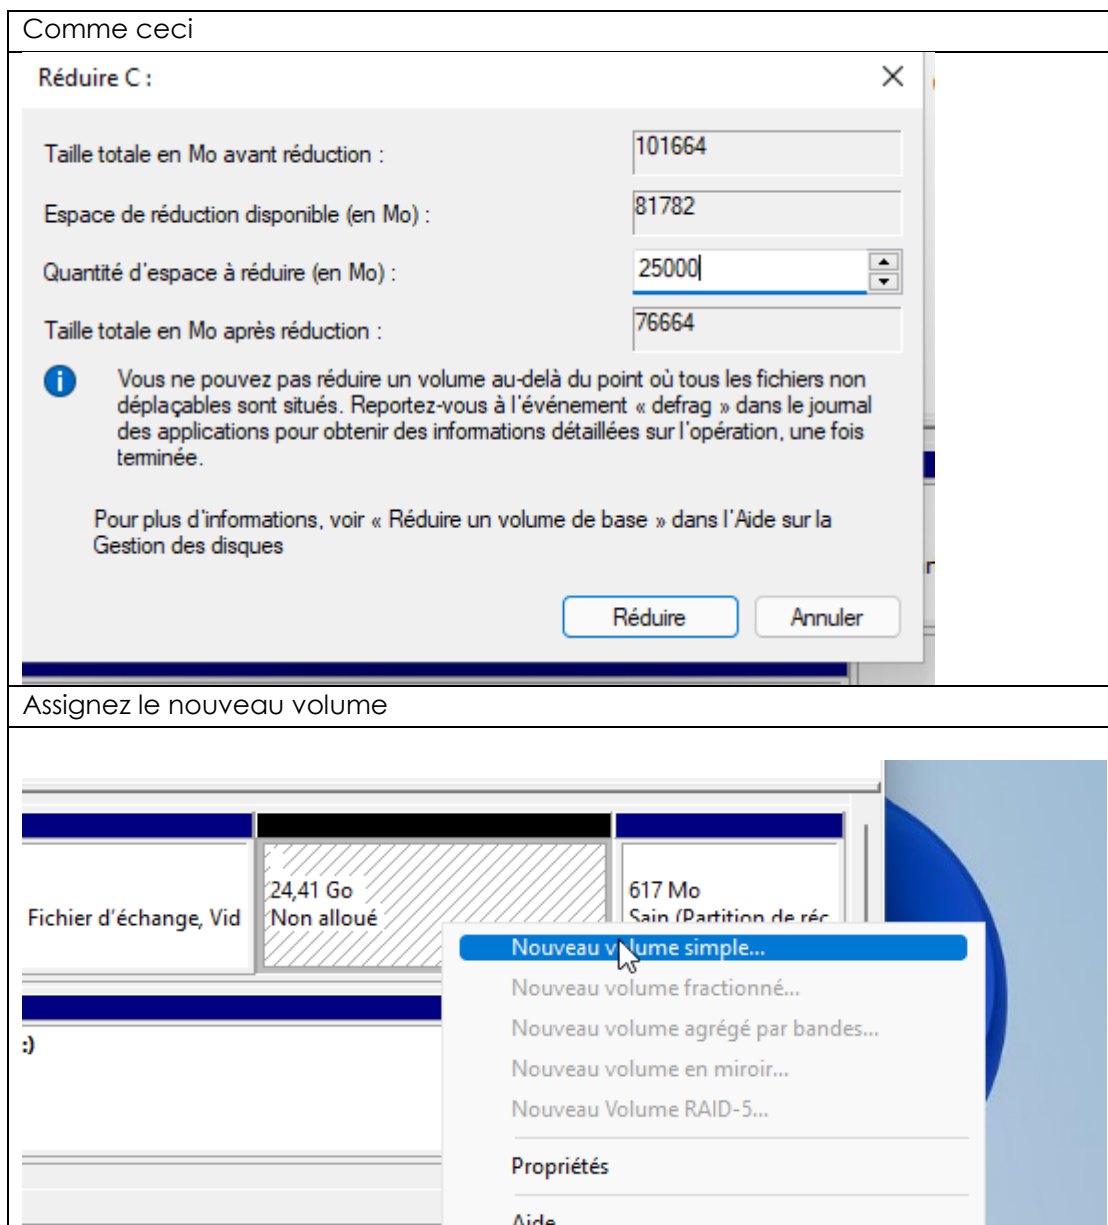 Comme ceci
Réduire C :
Taille totale en Mo avant réduction :
101664
Espace de réduction disponible (en Mo) :
81782
Quantité d'espace à réduire (en Mo) :
25000
Taille totale en Mo après réduction :
76664
Vous ne pouvez pas réduire un volume au-delà du point où tous les fichiers non
déplaçables sont situés. Reportez-vous à l'événement « defrag » dans le journal
des applications pour obtenir des informations détaillées sur l'opération, une fois
terminée.
Pour plus d'informations, voir « Réduire un volume de base » dans l'Aide sur la
Gestion des disques
Réduire
Annuler
Assignez le nouveau volume
24,41 Go
617 Mo
Fichier d'échange, Vid
Non alloué
Sain (Partition de réc
Nouveau volume simple...
Nouveau volume fractionné...
:)
Nouveau volume agrégé par bandes...
Nouveau volume en miroir...
Nouveau Volume RAID-5...
Propriétés
Aide